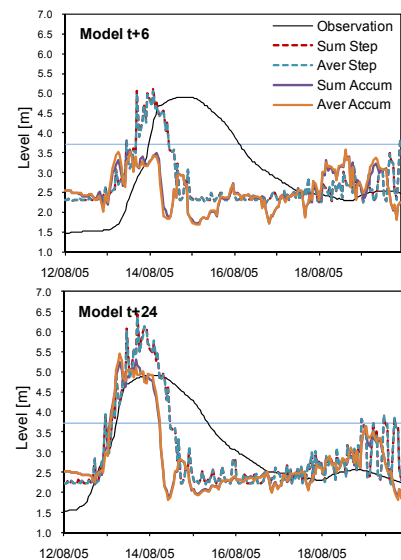 Model t+6
Observation
Sum Step
Aver Step
Sum Accum
Aver Accum
Level [m]
7.0
6.5
6.0
5.5
5.0
4.5
4.0
3.5
3.0
2.5
2.0
1.5
1.0
12/08/05 14/08/05 16/08/05 18/08/05
Model t+24
Level [m]
7.0
6.5
6.0
5.5
5.0
4.5
4.0
3.5
3.0
2.5
2.0
1.5
1.0
12/08/05 14/08/05 16/08/05 18/08/05